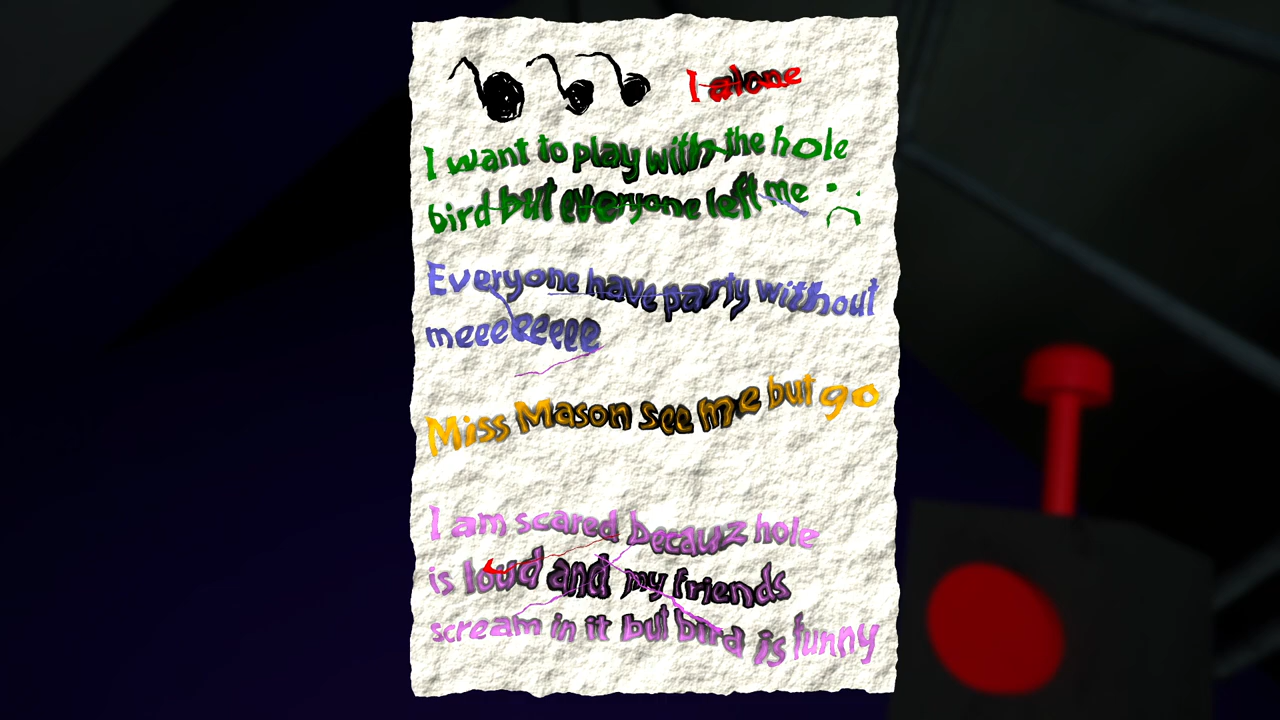 I alone
I want to play with the hole
bird but everyone left me :(
Everyone have party without
meeeeeeee
Miss Mason see me but go
I am scared becauz hole
is loud and my friends
scream in it but bird is funny